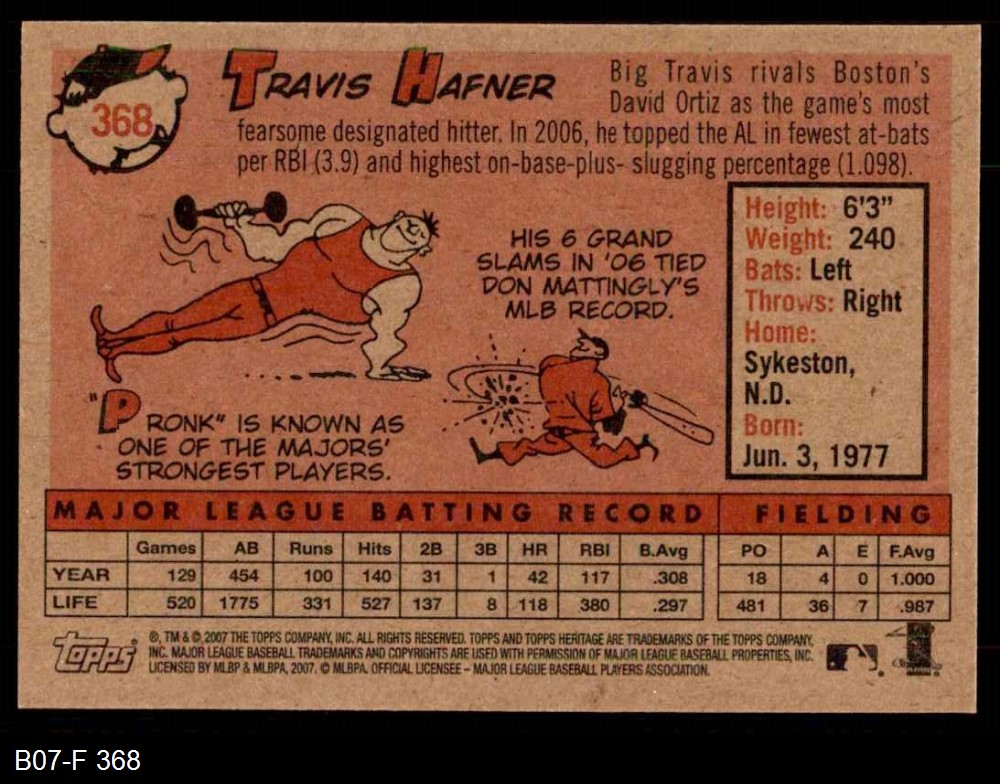 368
TRAVIS HAFNER
Big Travis rivals Boston's
David Ortiz as the game's most
fearsome designated hitter. In 2006, he topped the AL in fewest at-bats
per RBI (3.9) and highest on-base-plus- slugging percentage (1.098).
HIS 6 GRAND
SLAMS IN '06 TIED
DON MATTINGLY'S
MLB RECORD.
"PRONK" IS KNOWN AS
ONE OF THE MAJORS'
STRONGEST PLAYERS.
Height: 6'3"
Weight: 240
Bats: Left
Throws: Right
Home:
Sykeston,
N.D.
Born:
Jun. 3, 1977
MAJOR LEAGUE BATTING RECORD FIELDING
Games AB Runs Hits 2B 3B HR RBI B.Avg PO A E F.Avg
YEAR 129 454 100 140 31 1 42 117 .308 18 4 0 1.000
LIFE 520 1775 331 527 137 8 118 380 .297 481 36 7 .987
Topps
®, TM & © 2007 THE TOPPS COMPANY, INC. ALL RIGHTS RESERVED. TOPPS AND TOPPS HERITAGE ARE TRADEMARKS OF THE TOPPS COMPANY,
INC. MAJOR LEAGUE BASEBALL TRADEMARKS AND COPYRIGHTS ARE USED WITH PERMISSION OF MAJOR LEAGUE BASEBALL PROPERTIES, INC.
LICENSED BY MLBP & MLBPA, 2007. © MLBPA. OFFICIAL LICENSEE – MAJOR LEAGUE BASEBALL PLAYERS ASSOCIATION.
B07-F 368